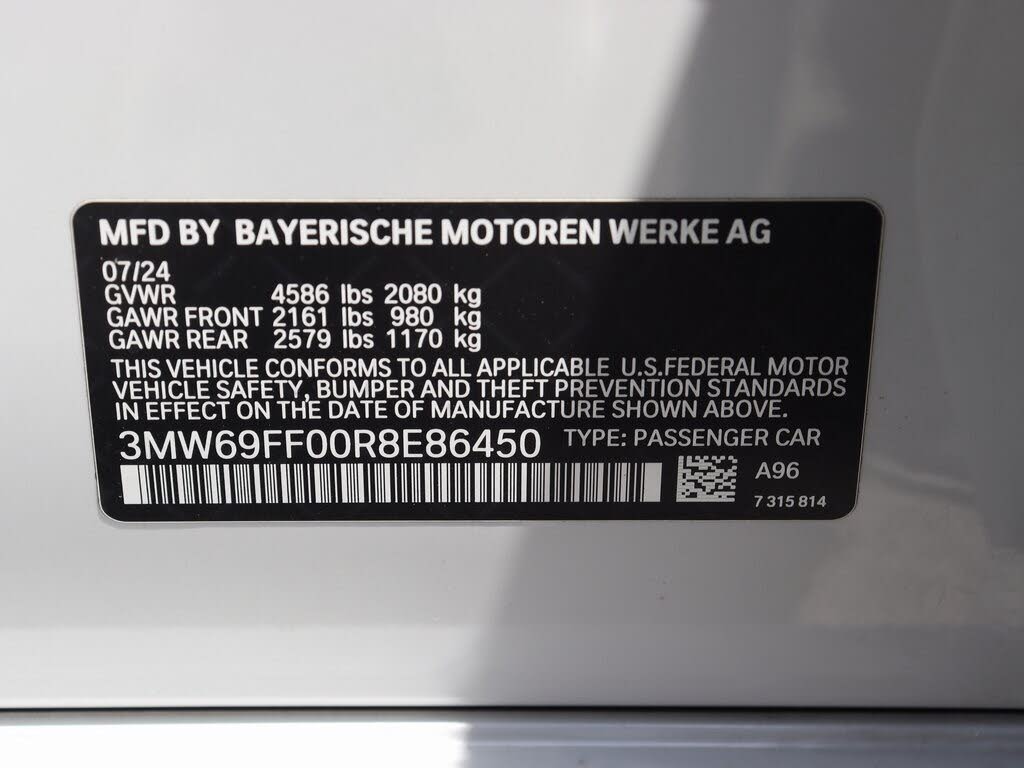 MFD BY BAYERISCHE MOTOREN WERKE AG
07/24
GVWR 4586 lbs 2080 kg
GAWR FRONT 2161 lbs 980 kg
GAWR REAR 2579 lbs 1170 kg
THIS VEHICLE CONFORMS TO ALL APPLICABLE U.S.FEDERAL MOTOR
VEHICLE SAFETY, BUMPER AND THEFT PREVENTION STANDARDS
IN EFFECT ON THE DATE OF MANUFACTURE SHOWN ABOVE.
3MW69FF00R8E86450 TYPE: PASSENGER CAR
A96
7 315 814